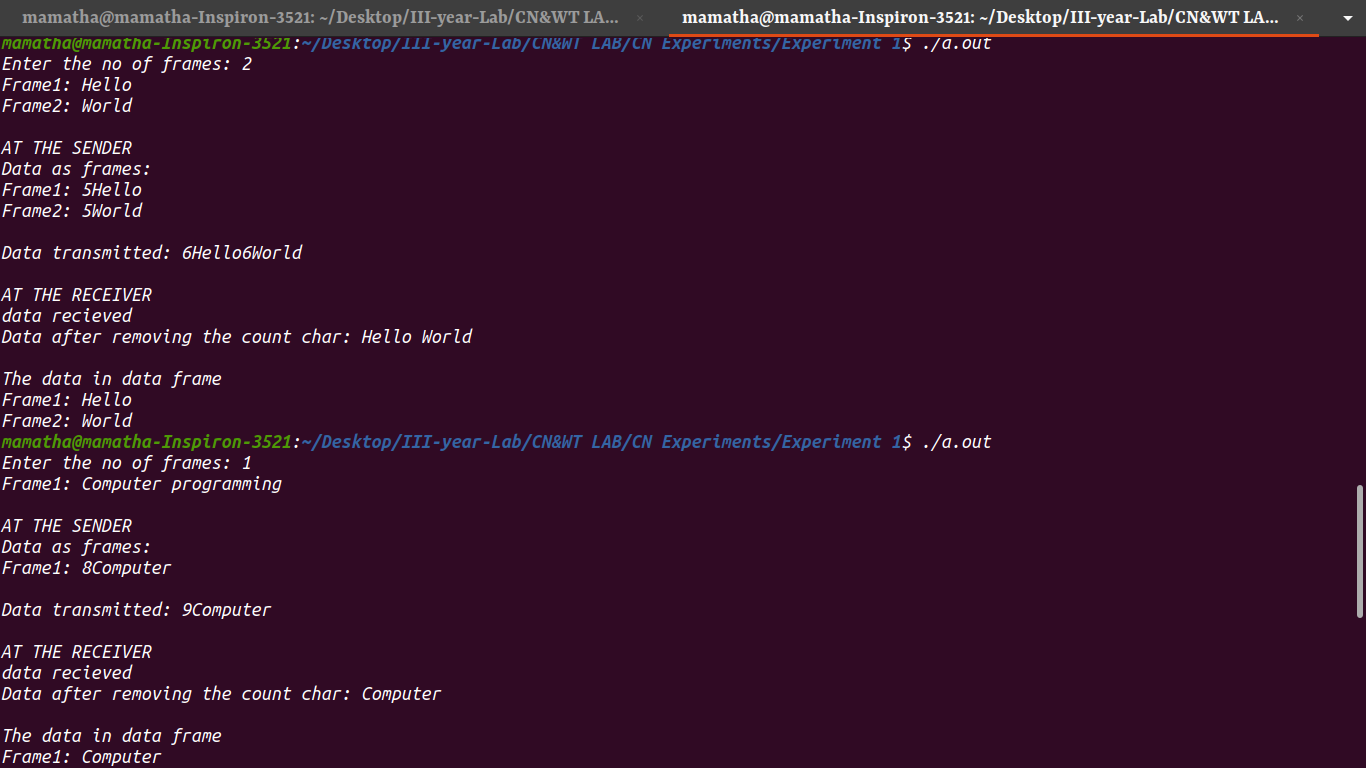 mamatha@mamatha-Inspiron-3521: ~/Desktop/III-year-Lab/CN&WT LA... ×
mamatha@mamatha-Inspiron-3521: ~/Desktop/III-year-Lab/CN&WT LA... ×
mamatha@mamatha-Inspiron-3521:~/Desktop/III-year-Lab/CN&WT LAB/CN Experiments/Experiment 1$ ./a.out
Enter the no of frames: 2
Frame1: Hello
Frame2: World
AT THE SENDER
Data as frames:
Frame1: 5Hello
Frame2: 5World
Data transmitted: 6Hello6World
AT THE RECEIVER
data recieved
Data after removing the count char: Hello World
The data in data frame
Frame1: Hello
Frame2: World
mamatha@mamatha-Inspiron-3521:~/Desktop/III-year-Lab/CN&WT LAB/CN Experiments/Experiment 1$ ./a.out
Enter the no of frames: 1
Frame1: Computer programming
AT THE SENDER
Data as frames:
Frame1: 8Computer
Data transmitted: 9Computer
AT THE RECEIVER
data recieved
Data after removing the count char: Computer
The data in data frame
Frame1: Computer